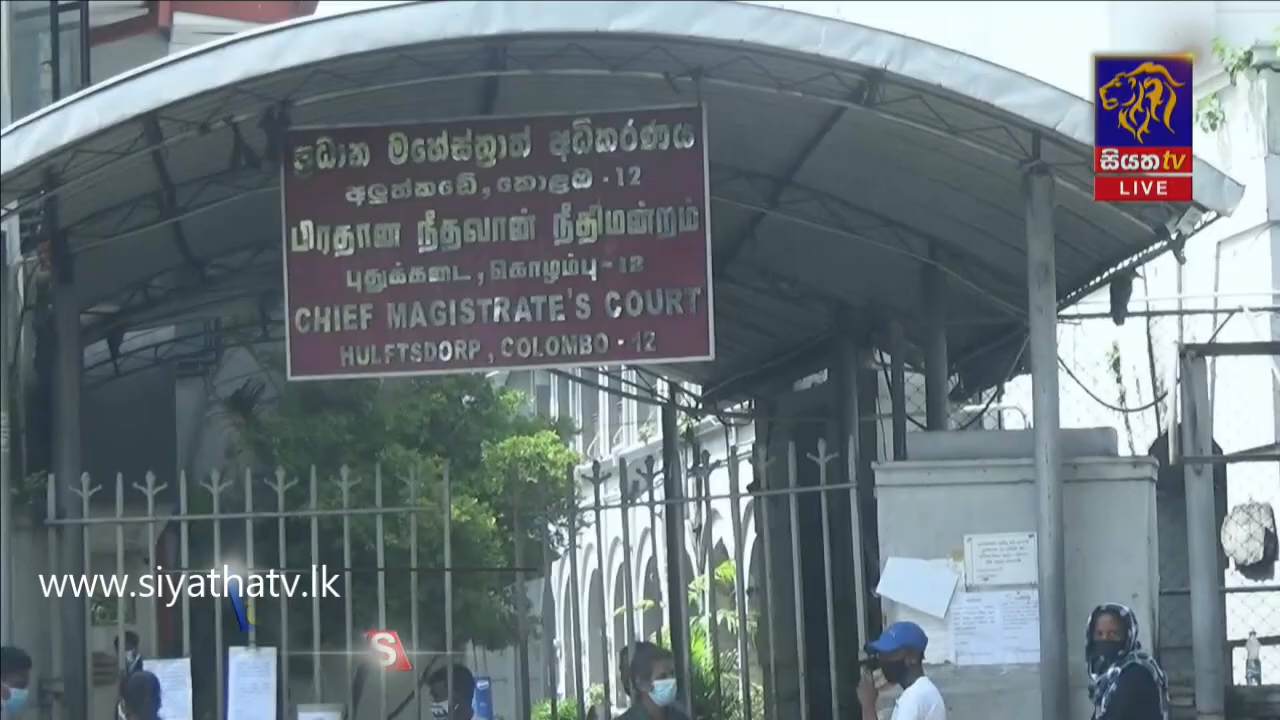 ප්‍රධාන මහේස්ත්‍රාත් අධිකරණය
අලුත්කඩේ, කොළඹ - 12
பிரதான நீதவான் நீதிமன்றம்
புதுக்கடை, கொழும்பு - 12
CHIEF MAGISTRATE'S COURT
HULFTSDORP, COLOMBO - 12
සියත tv
LIVE
www.siyathatv.lk
S